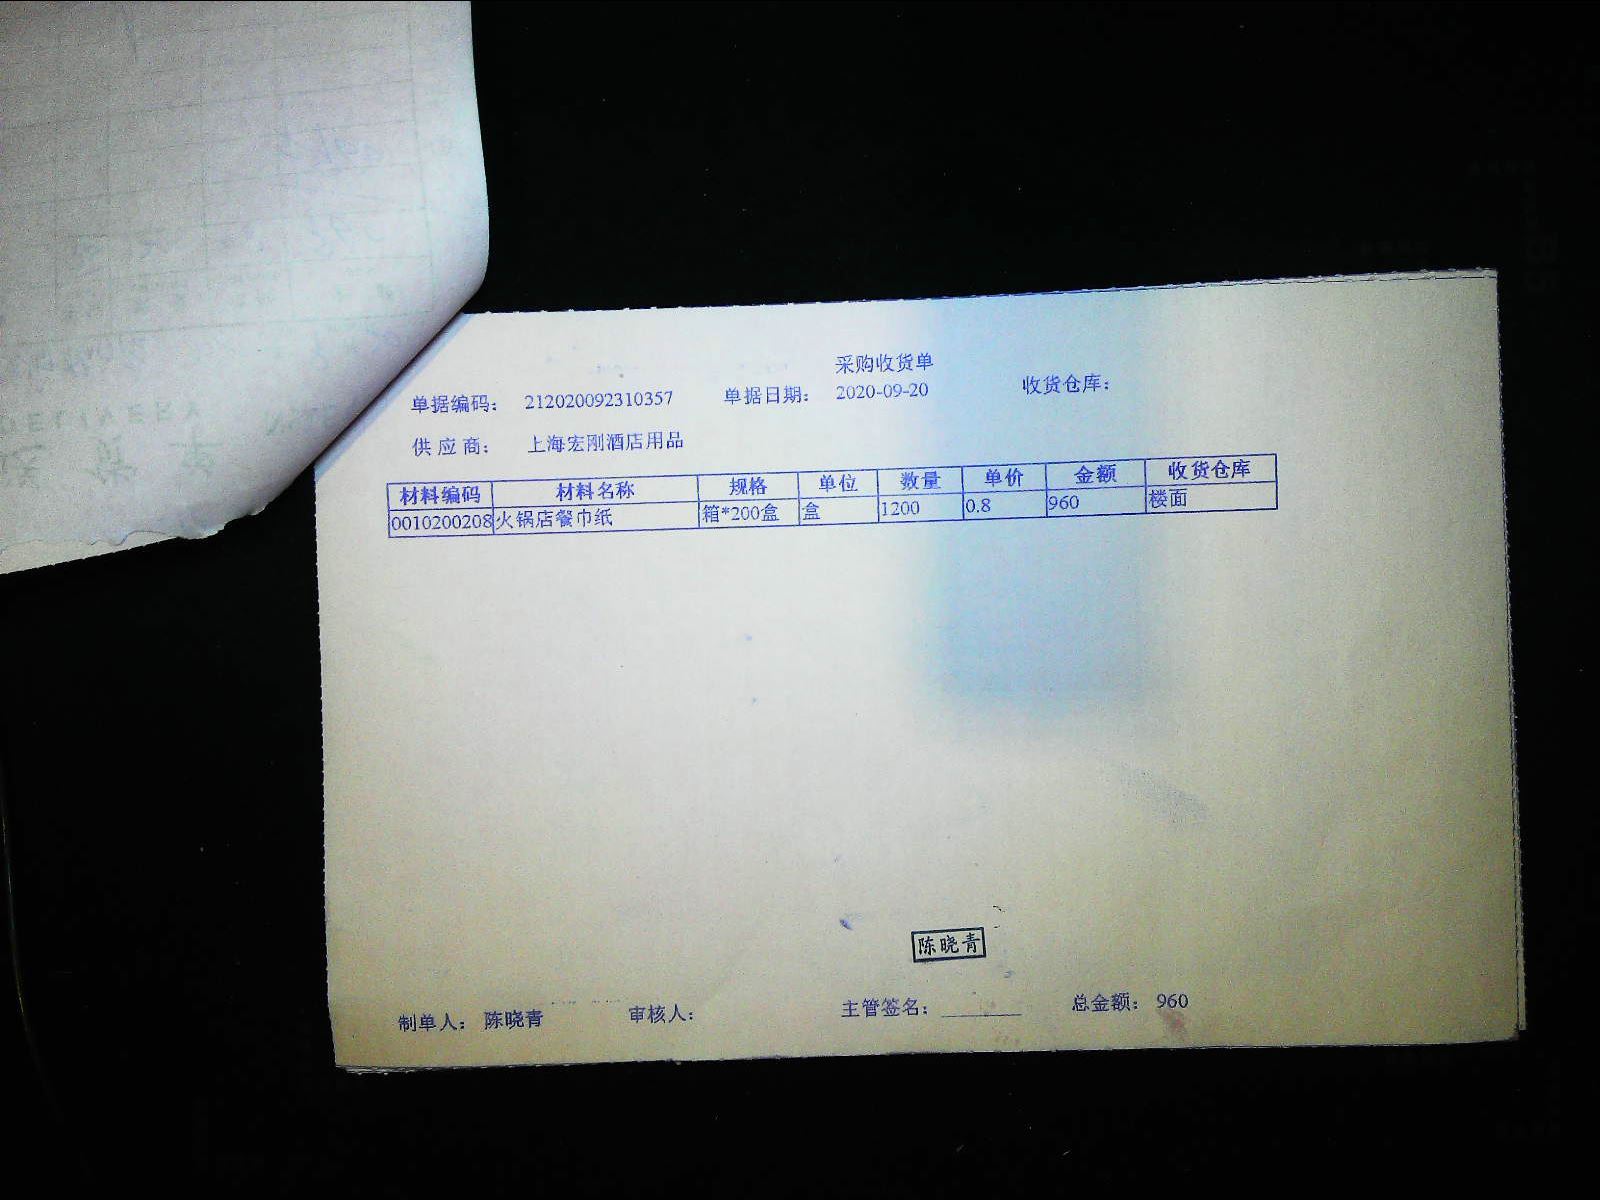 采购收货单
单据编码： 212020092310357 单据日期： 2020-09-20 收货仓库：
供应商： 上海宏刚酒店用品
材料编码 材料名称 规格 单位 数量 单价 金额 收货仓库
0010200208 火锅店餐巾纸 箱*200盒 盒 1200 0.8 960 楼面
陈晓青
制单人： 陈晓青 审核人： 主管签名： 总金额： 960